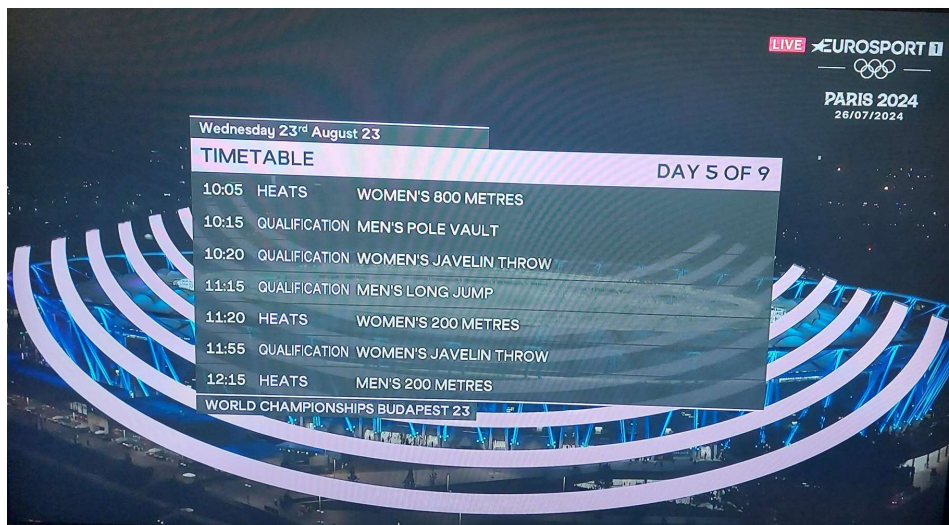 LIVE EUROSPORT 1
PARIS 2024
26/07/2024
Wednesday 23rd August 23
TIMETABLE DAY 5 OF 9
10:05 HEATS WOMEN'S 800 METRES
10:15 QUALIFICATION MEN'S POLE VAULT
10:20 QUALIFICATION WOMEN'S JAVELIN THROW
11:15 QUALIFICATION MEN'S LONG JUMP
11:20 HEATS WOMEN'S 200 METRES
11:55 QUALIFICATION WOMEN'S JAVELIN THROW
12:15 HEATS MEN'S 200 METRES
WORLD CHAMPIONSHIPS BUDAPEST 23